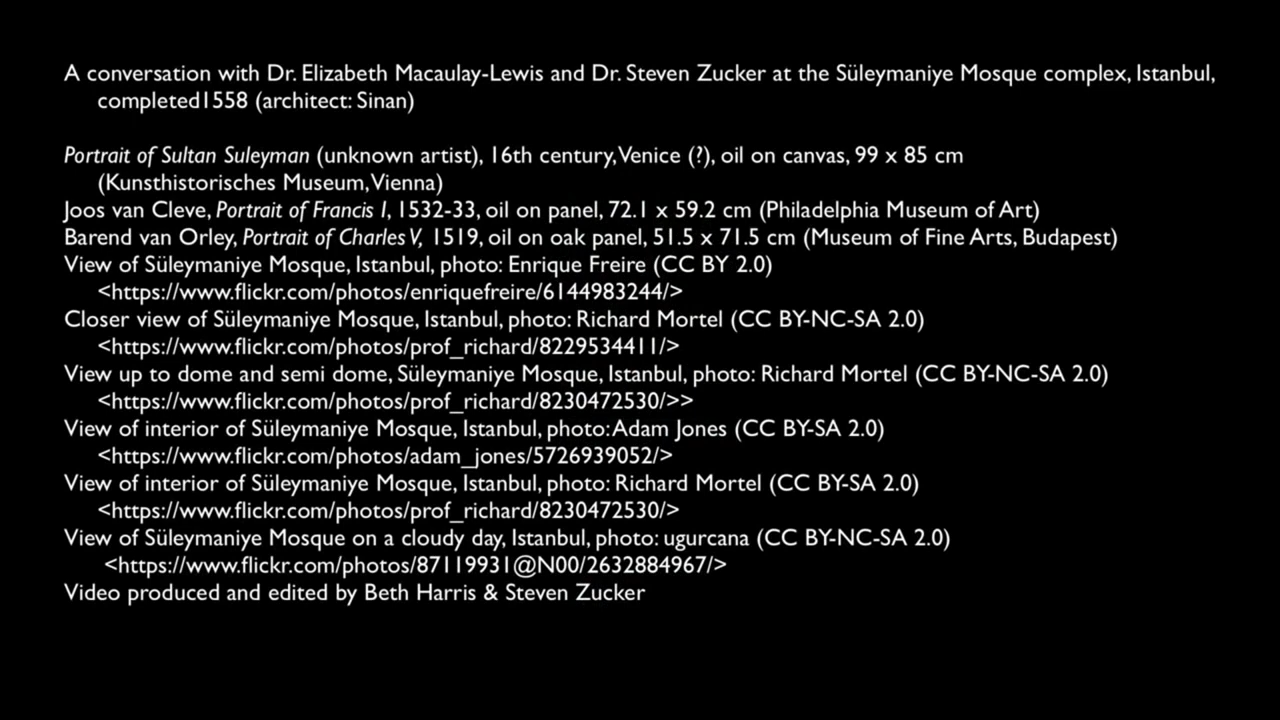 A conversation with Dr. Elizabeth Macaulay-Lewis and Dr. Steven Zucker at the Süleymaniye Mosque complex, Istanbul,
completed1558 (architect: Sinan)
Portrait of Sultan Suleyman (unknown artist), 16th century, Venice (?), oil on canvas, 99 x 85 cm
(Kunsthistorisches Museum, Vienna)
Joos van Cleve, Portrait of Francis I, 1532-33, oil on panel, 72.1 x 59.2 cm (Philadelphia Museum of Art)
Barend van Orley, Portrait of Charles V, 1519, oil on oak panel, 51.5 x 71.5 cm (Museum of Fine Arts, Budapest)
View of Süleymaniye Mosque, Istanbul, photo: Enrique Freire (CC BY 2.0)
<https://www.flickr.com/photos/enriquefreire/6144983244/>
Closer view of Süleymaniye Mosque, Istanbul, photo: Richard Mortel (CC BY-NC-SA 2.0)
<https://www.flickr.com/photos/prof_richard/8229534411/>
View up to dome and semi dome, Süleymaniye Mosque, Istanbul, photo: Richard Mortel (CC BY-NC-SA 2.0)
<https://www.flickr.com/photos/prof_richard/8230472530/>>
View of interior of Süleymaniye Mosque, Istanbul, photo: Adam Jones (CC BY-SA 2.0)
<https://www.flickr.com/photos/adam_jones/5726939052/>
View of interior of Süleymaniye Mosque, Istanbul, photo: Richard Mortel (CC BY-SA 2.0)
<https://www.flickr.com/photos/prof_richard/8230472530/>
View of Süleymaniye Mosque on a cloudy day, Istanbul, photo: ugurcana (CC BY-NC-SA 2.0)
<https://www.flickr.com/photos/87119931@N00/2632884967/>
Video produced and edited by Beth Harris & Steven Zucker